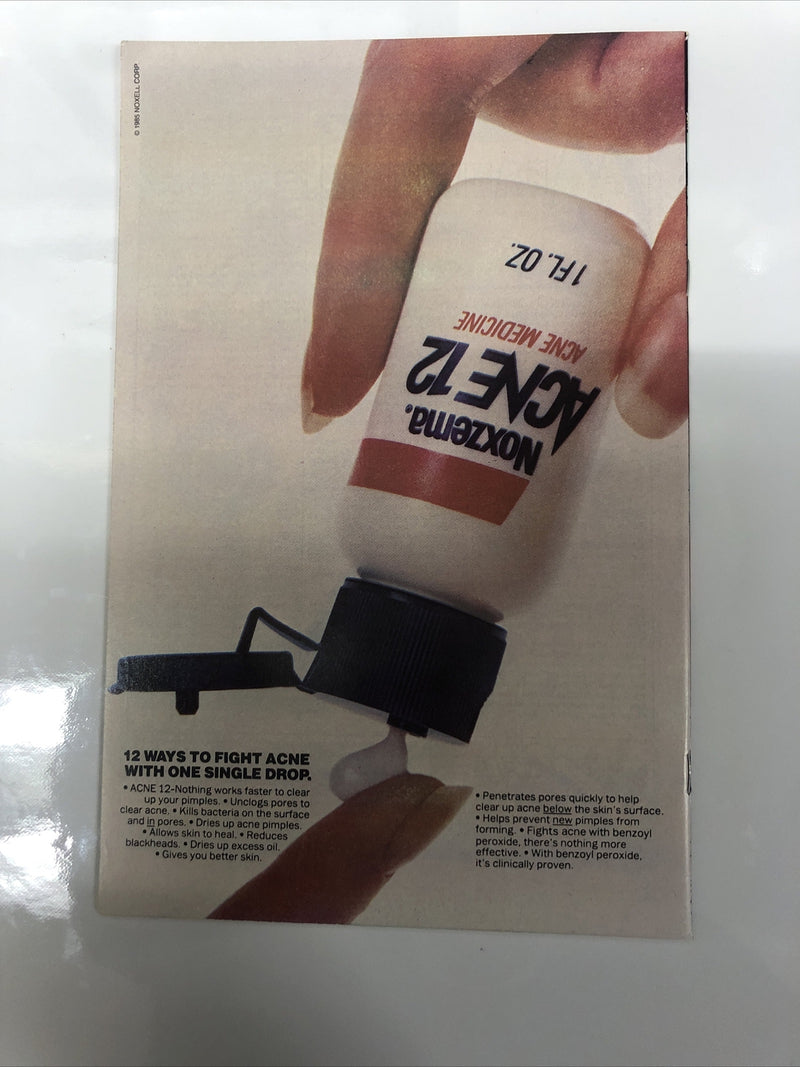 © 1985 NOXELL CORP
1 FL. OZ.
ACNE MEDICINE
ACNE 12
Noxzema.
12 WAYS TO FIGHT ACNE
WITH ONE SINGLE DROP.
• ACNE 12-Nothing works faster to clear
up your pimples. • Unclogs pores to
clear acne. • Kills bacteria on the surface
and in pores. • Dries up acne pimples.
• Allows skin to heal. • Reduces
blackheads. • Dries up excess oil.
• Gives you better skin.
• Penetrates pores quickly to help
clear up acne below the skin's surface.
• Helps prevent new pimples from
forming. • Fights acne with benzoyl
peroxide, there's nothing more
effective. • With benzoyl peroxide,
it's clinically proven.